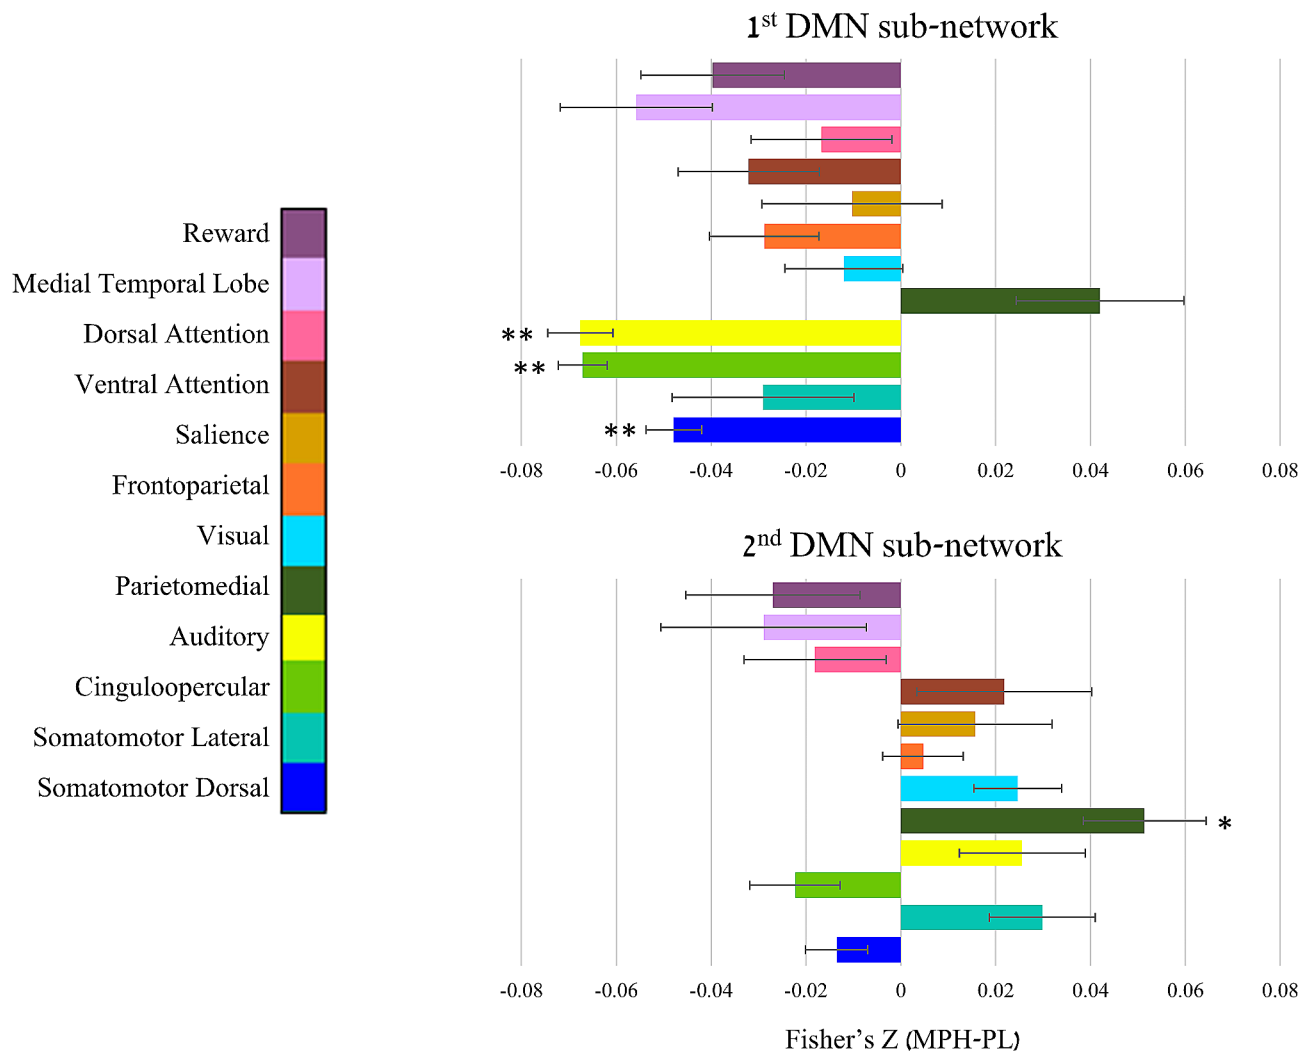 1st DMN sub-network
Reward
Medial Temporal Lobe
Dorsal Attention
Ventral Attention
Salience
Frontoparietal
Visual
Parietomedial
Auditory
Cinguloopercular
Somatomotor Lateral
Somatomotor Dorsal
**
**
**
-0.08 -0.06 -0.04 -0.02 0 0.02 0.04 0.06 0.08
2nd DMN sub-network
*
-0.08 -0.06 -0.04 -0.02 0 0.02 0.04 0.06 0.08
Fisher's Z (MPH-PL)